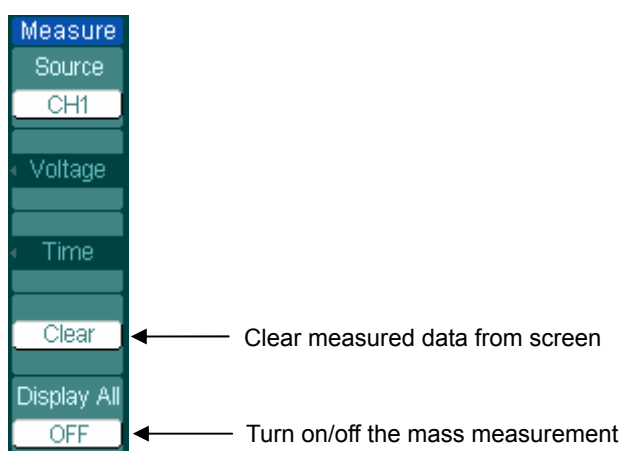 Measure
Source
CH1
Voltage
Time
Clear
Clear measured data from screen
Display All
OFF
Turn on/off the mass measurement